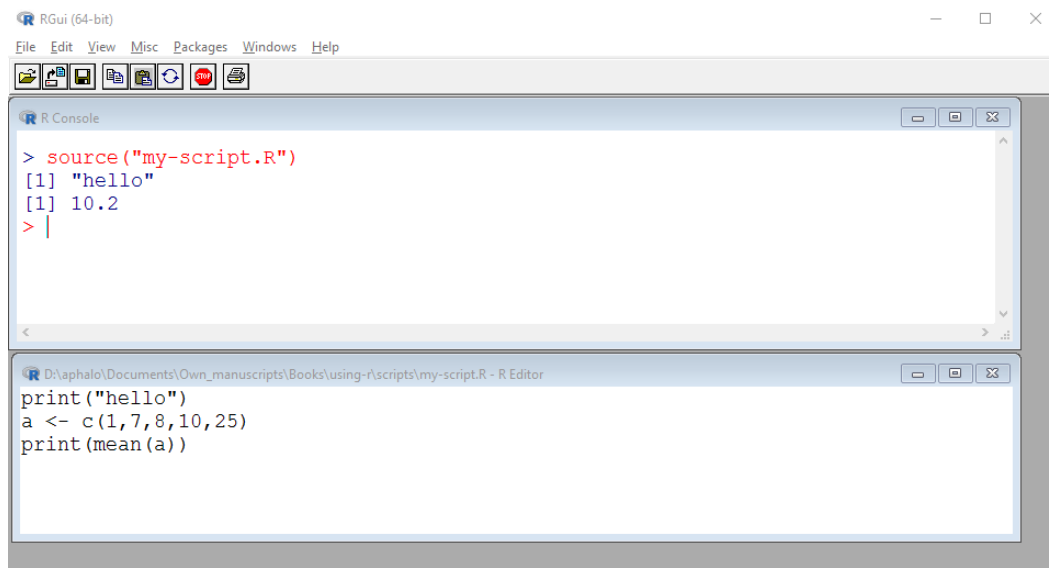 RGui (64-bit)
File Edit View Misc Packages Windows Help
STOP
R Console
> source("my-script.R")
[1] "hello"
[1] 10.2
>
D:\aphalo\Documents\Own_manuscripts\Books\using-r\scripts\my-script.R - R Editor
print("hello")
a <- c(1,7,8,10,25)
print(mean(a))